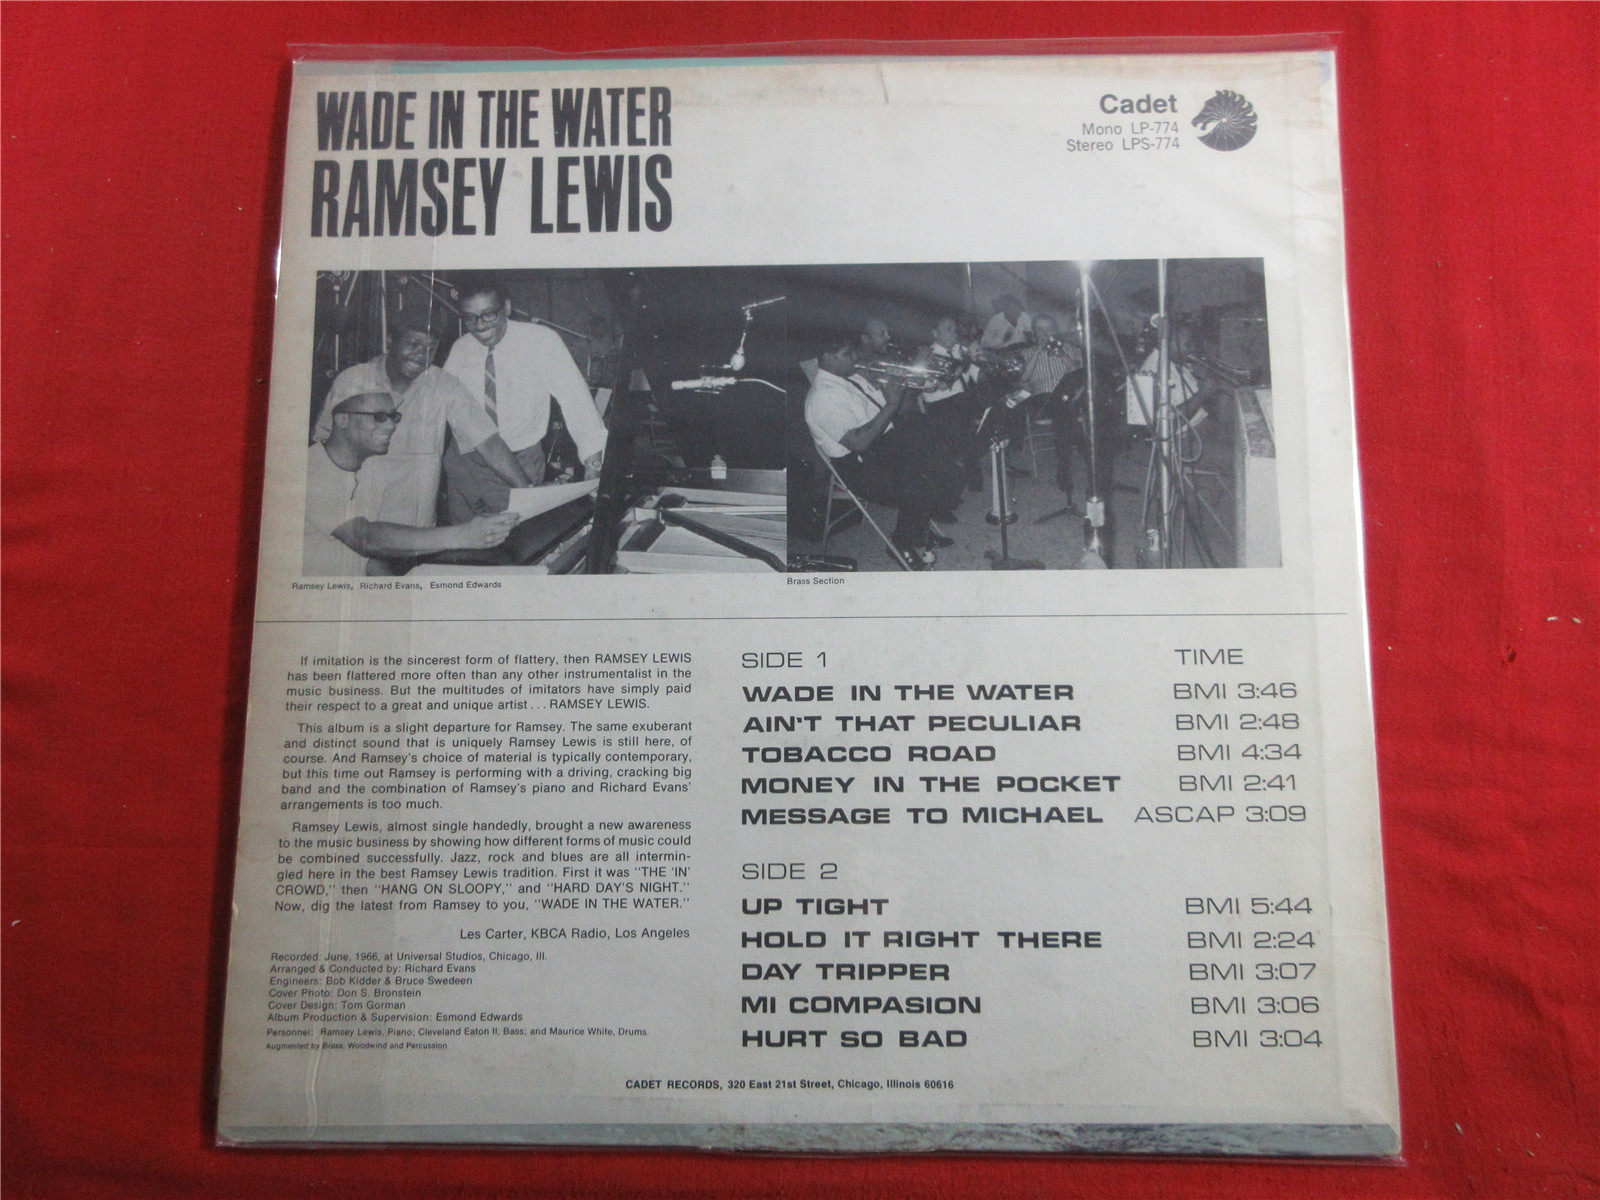 WADE IN THE WATER
RAMSEY LEWIS
Cadet
Mono LP-774
Stereo LPS-774
Ramsey Lewis, Richard Evans, Esmond Edwards
Brass Section
If imitation is the sincerest form of flattery, then RAMSEY LEWIS
has been flattered more often than any other instrumentalist in the
music business. But the multitudes of imitators have simply paid
their respect to a great and unique artist . . . RAMSEY LEWIS.
This album is a slight departure for Ramsey. The same exuberant
and distinct sound that is uniquely Ramsey Lewis is still here, of
course. And Ramsey's choice of material is typically contemporary,
but this time out Ramsey is performing with a driving, cracking big
band and the combination of Ramsey's piano and Richard Evans'
arrangements is too much.
Ramsey Lewis, almost single handedly, brought a new awareness
to the music business by showing how different forms of music could
be combined successfully. Jazz, rock and blues are all intermin-
gled here in the best Ramsey Lewis tradition. First it was "THE 'IN'
CROWD," then "HANG ON SLOOPY," and "HARD DAY'S NIGHT."
Now, dig the latest from Ramsey to you, "WADE IN THE WATER."
Les Carter, KBCA Radio, Los Angeles
Recorded: June, 1966, at Universal Studios, Chicago, Ill.
Arranged & Conducted by: Richard Evans
Engineers: Bob Kidder & Bruce Swedeen
Cover Photo: Don S. Bronstein
Cover Design: Tom Gorman
Album Production & Supervision: Esmond Edwards
Personnel: Ramsey Lewis, Piano; Cleveland Eaton II, Bass; and Maurice White, Drums.
Augmented by Brass, Woodwind and Percussion
SIDE 1 TIME
WADE IN THE WATER BMI 3:46
AIN'T THAT PECULIAR BMI 2:48
TOBACCO ROAD BMI 4:34
MONEY IN THE POCKET BMI 2:41
MESSAGE TO MICHAEL ASCAP 3:09
SIDE 2
UP TIGHT BMI 5:44
HOLD IT RIGHT THERE BMI 2:24
DAY TRIPPER BMI 3:07
MI COMPASION BMI 3:06
HURT SO BAD BMI 3:04
CADET RECORDS, 320 East 21st Street, Chicago, Illinois 60616